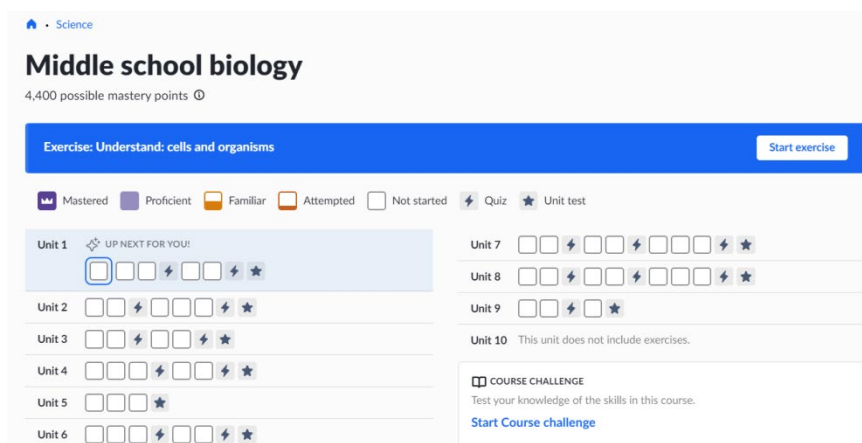 Science
Middle school biology
4,400 possible mastery points
Exercise: Understand: cells and organisms
Start exercise
Mastered Proficient Familiar Attempted Not started Quiz Unit test
Unit 1 UP NEXT FOR YOU!
Unit 2
Unit 3
Unit 4
Unit 5
Unit 6
Unit 7
Unit 8
Unit 9
Unit 10 This unit does not include exercises.
COURSE CHALLENGE
Test your knowledge of the skills in this course.
Start Course challenge